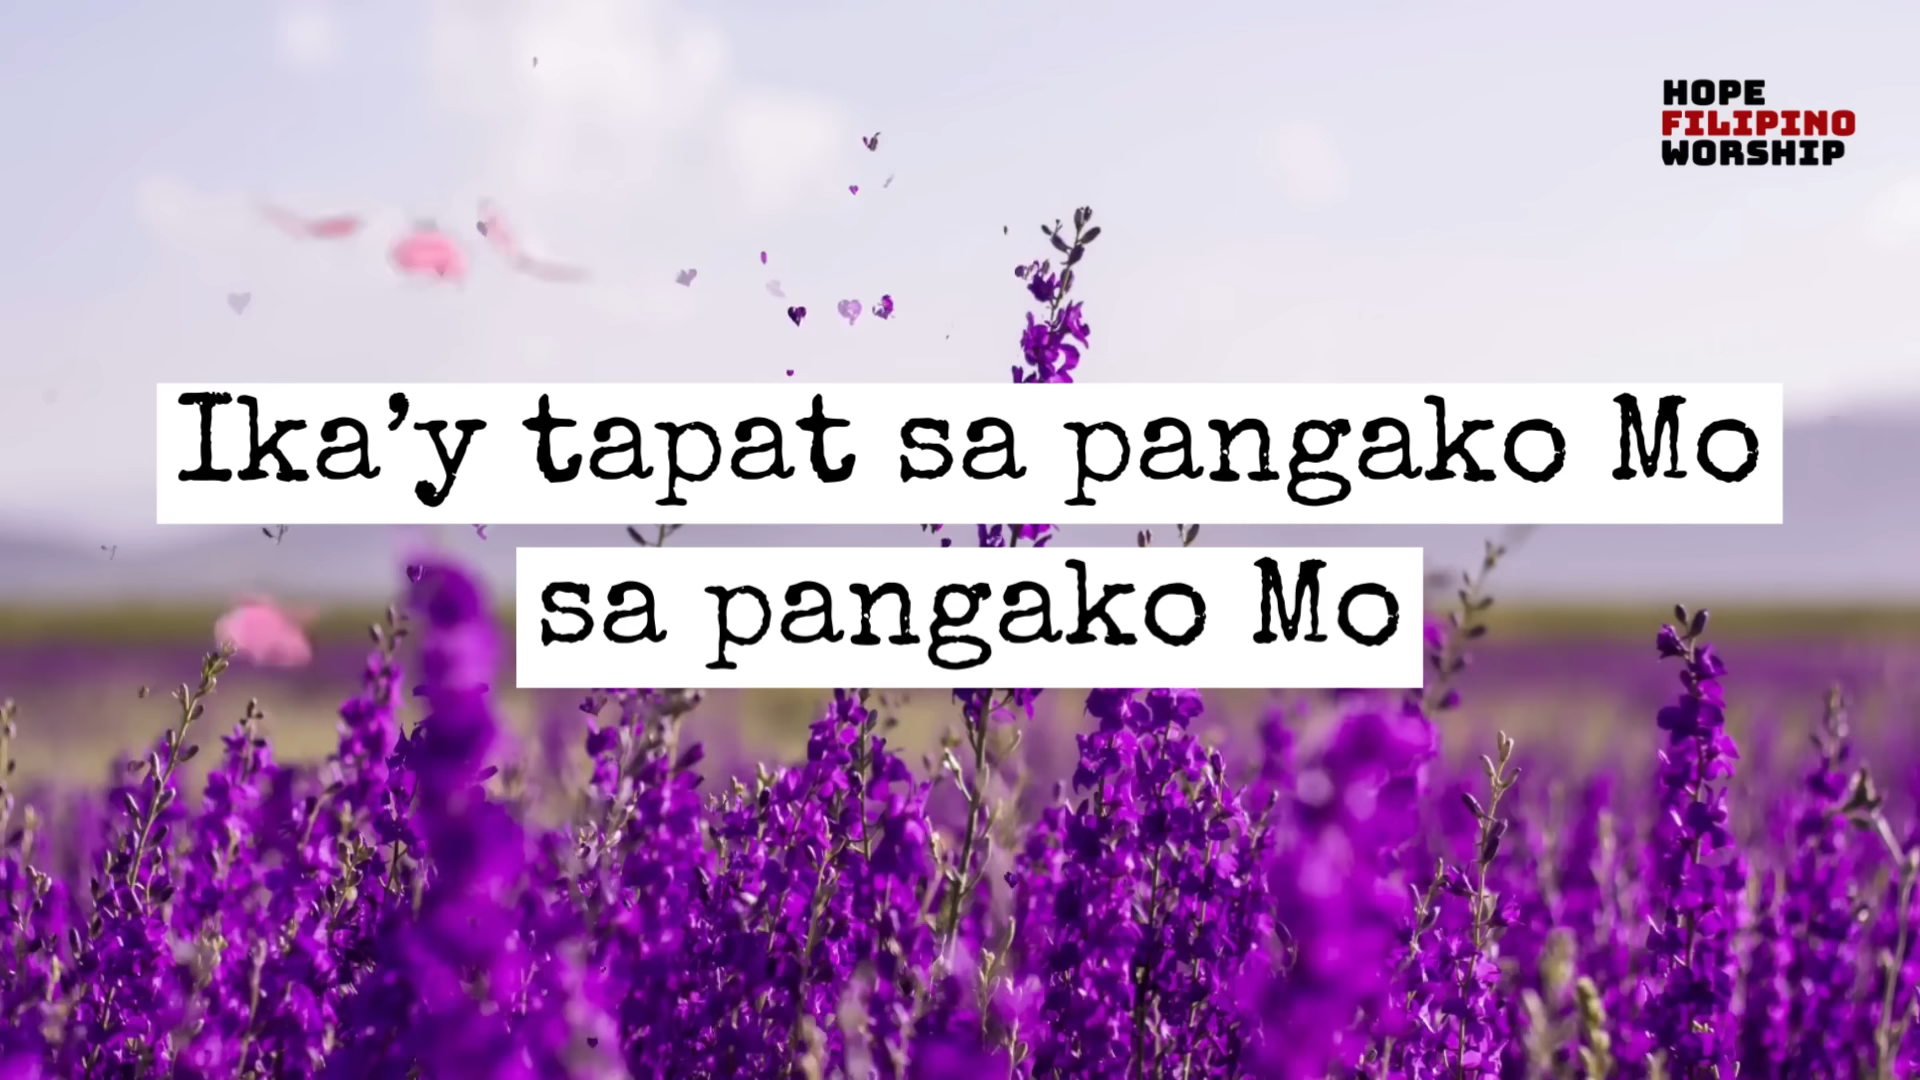 HOPE
FILIPINO
WORSHIP
Ika’y tapat sa pangako Mo
sa pangako Mo